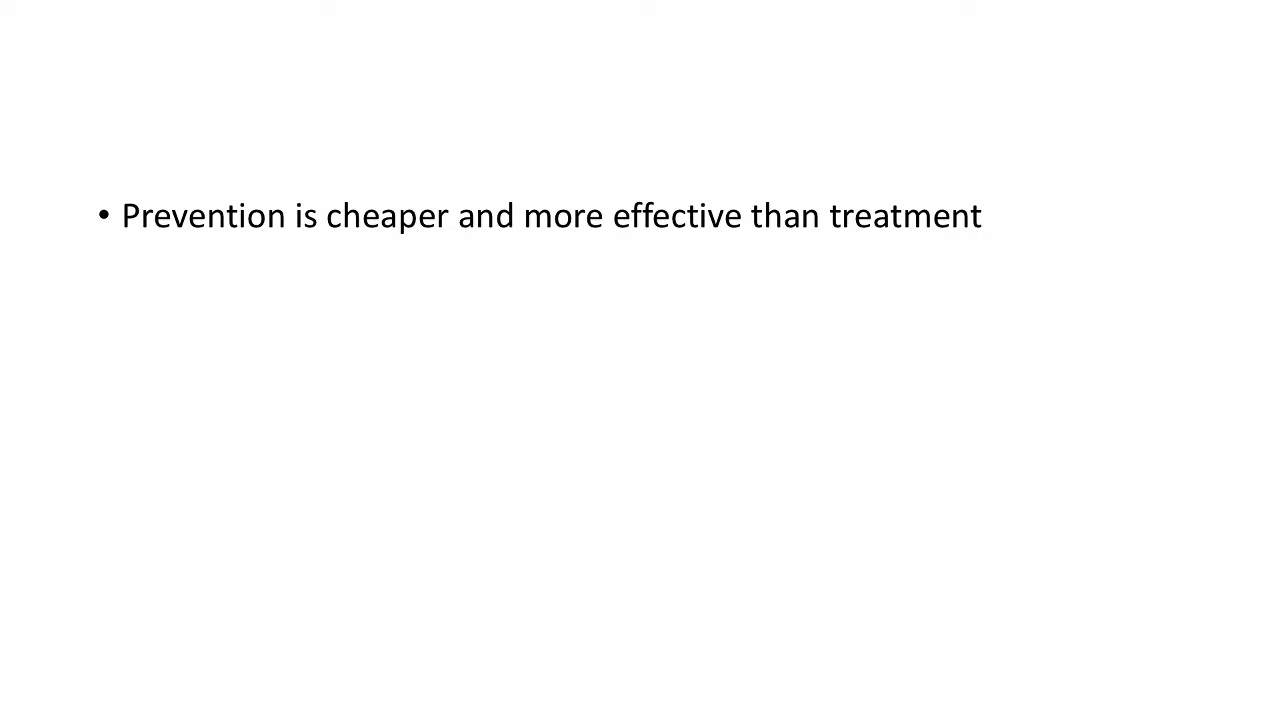 • Prevention is cheaper and more effective than treatment